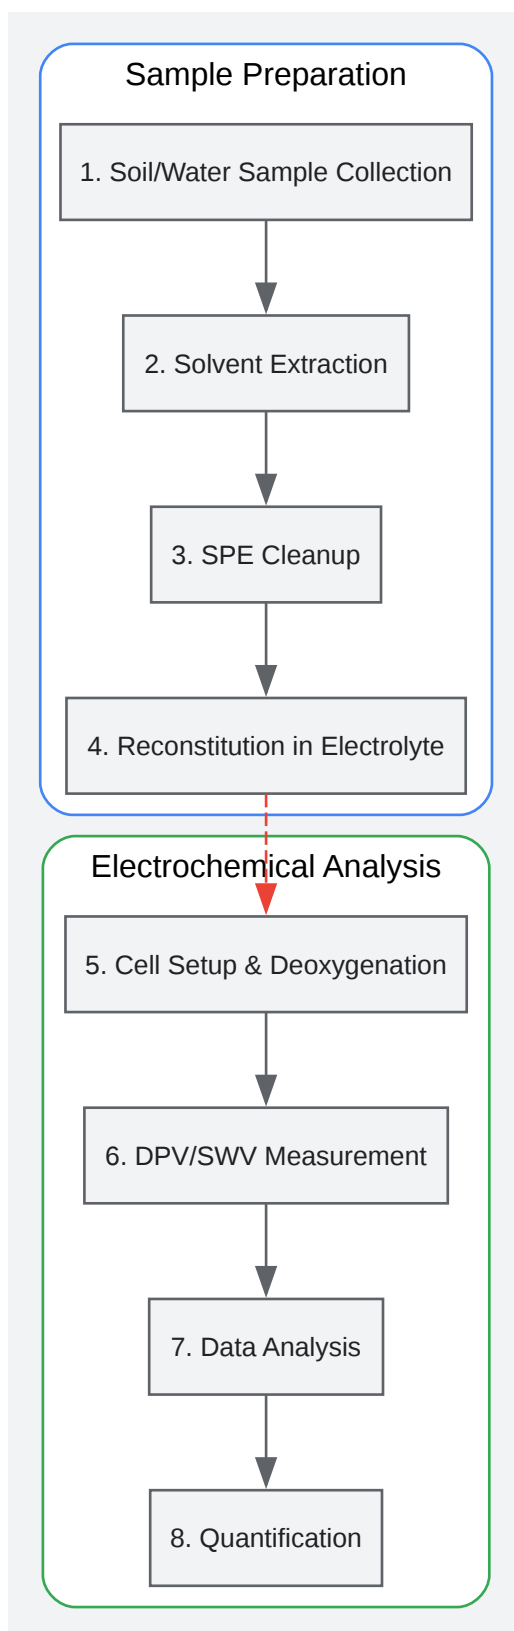 Sample Preparation
1. Soil/Water Sample Collection
2. Solvent Extraction
3. SPE Cleanup
4. Reconstitution in Electrolyte
Electrochemical Analysis
5. Cell Setup & Deoxygenation
6. DPV/SWV Measurement
7. Data Analysis
8. Quantification